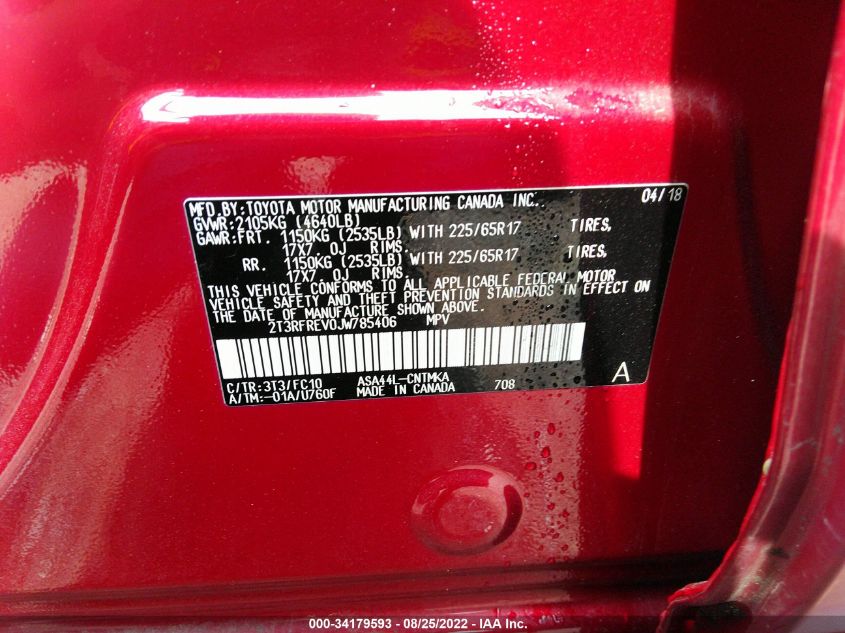 MFD.BY:TOYOTA MOTOR MANUFACTURING CANADA INC. 04/18
GVWR:2105KG (4640LB)
GAWR:FRT. 1150KG (2535LB) WITH 225/65R17 TIRES,
17X7.0J RIMS.
RR. 1150KG (2535LB) WITH 225/65R17 TIRES,
17X7.0J RIMS.
THIS VEHICLE CONFORMS TO ALL APPLICABLE FEDERAL MOTOR
VEHICLE SAFETY AND THEFT PREVENTION STANDARDS IN EFFECT ON
THE DATE OF MANUFACTURE SHOWN ABOVE.
2T3RFREV0JW785406 MPV
C/TR:3T3/FC10 ASA44L-CNTMKA 708 A
A/TM:-01A/U760F MADE IN CANADA
000-34179593 - 08/25/2022 - IAA Inc.